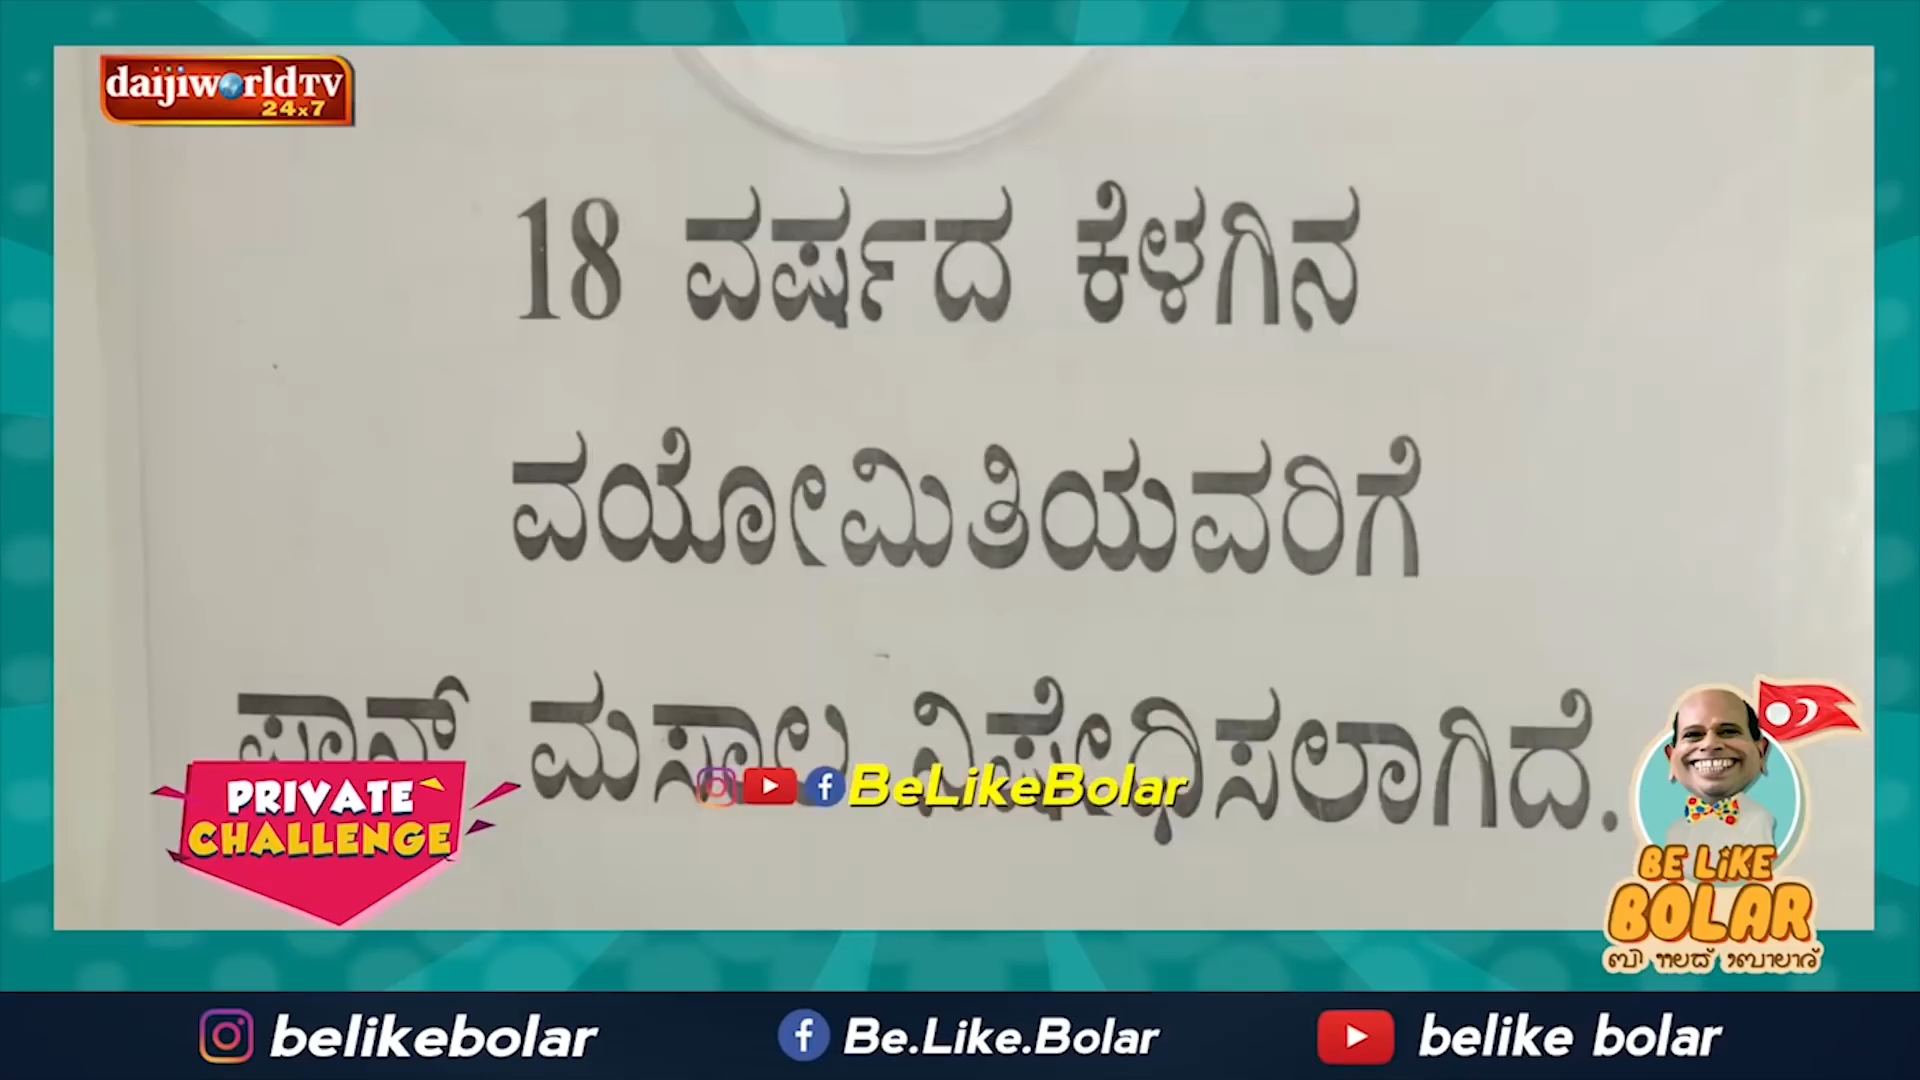 daijiworldTV
24x7
18 ವರ್ಷದ ಕೆಳಗಿನ
ವಯೋಮಿತಿಯವರಿಗೆ
ಪಾನ್ ಮಸಾಲ ನಿಷೇಧಿಸಲಾಗಿದೆ.
BeLikeBolar
PRIVATE
CHALLENGE
BE LiKE
BOLAR
belikebolar
Be.Like.Bolar
belike bolar